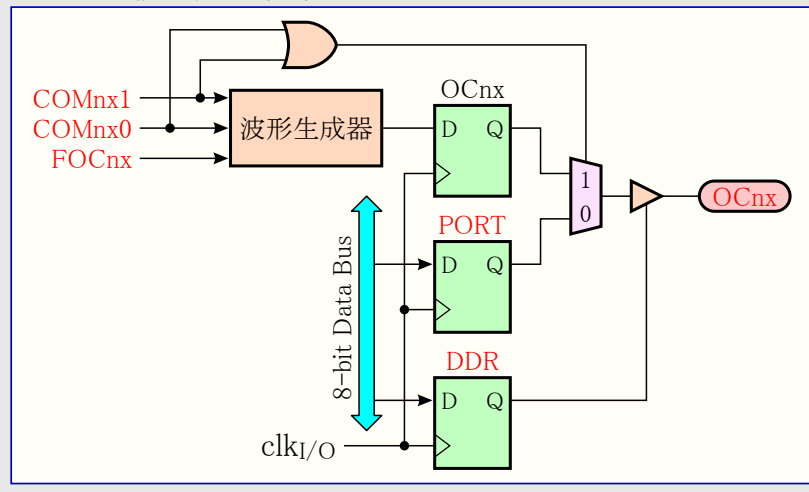 OCnx
COMnx1
COMnx0
FOCnx
波形生成器
D
Q
1
0
OCnx
PORT
D
Q
8-bit Data Bus
DDR
D
Q
clkI/O